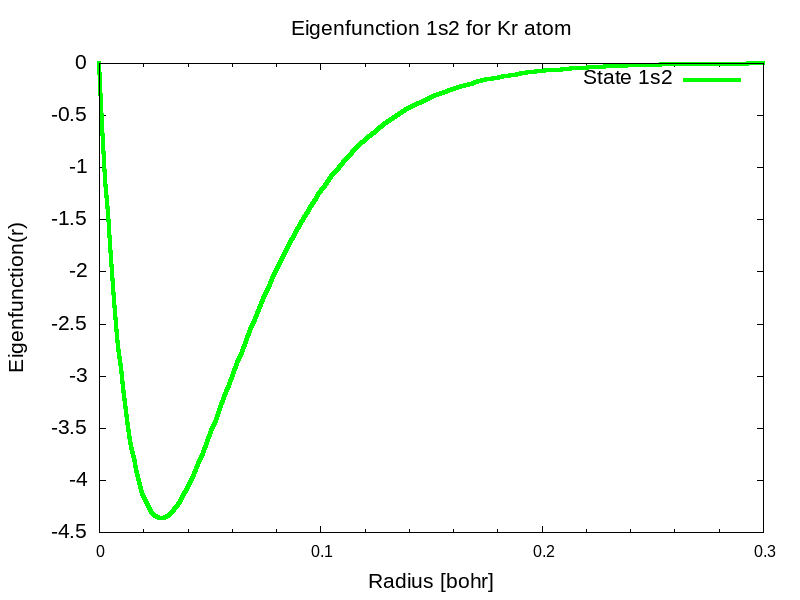 Eigenfunction 1s2 for Kr atom
State 1s2
0
-0.5
-1
-1.5
-2
-2.5
-3
-3.5
-4
-4.5
Eigenfunction(r)
0 0.1 0.2 0.3
Radius [bohr]